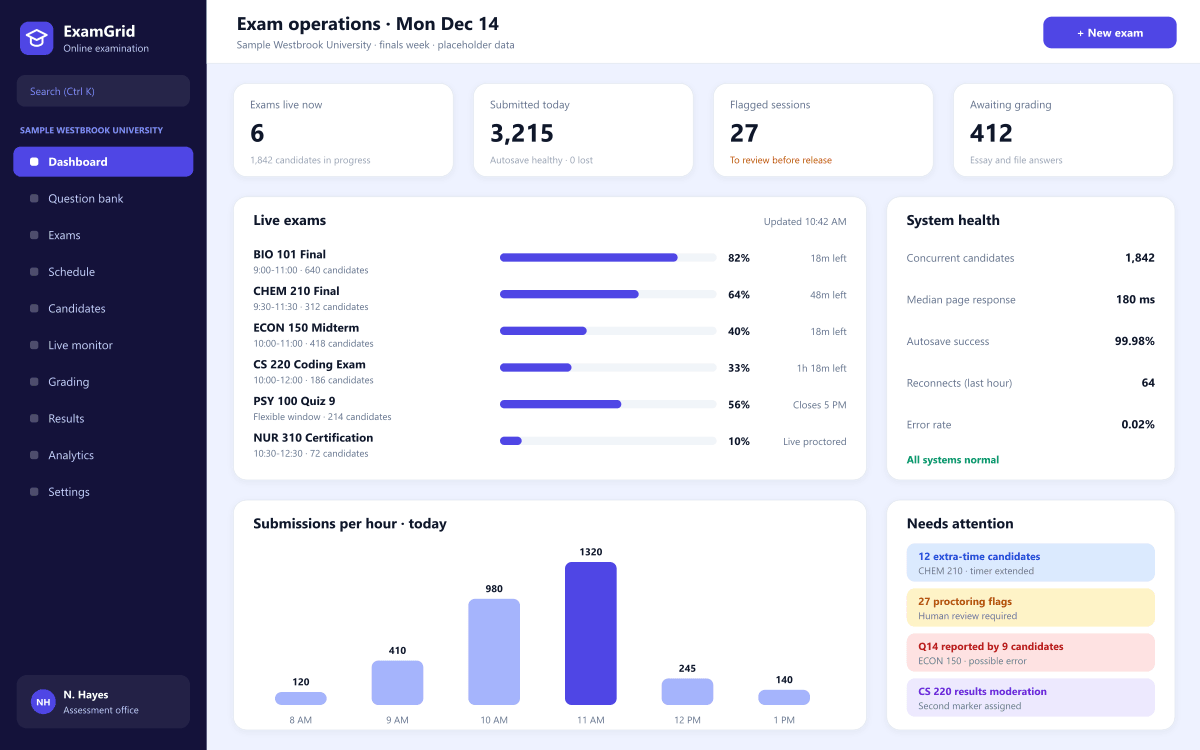 ExamGrid
Online examination
Search (Ctrl K)
SAMPLE WESTBROOK UNIVERSITY
Dashboard
Question bank
Exams
Schedule
Candidates
Live monitor
Grading
Results
Analytics
Settings
NH
N. Hayes
Assessment office
Exam operations · Mon Dec 14
Sample Westbrook University · finals week · placeholder data
+ New exam
Exams live now
6
1,842 candidates in progress
Submitted today
3,215
Autosave healthy · 0 lost
Flagged sessions
27
To review before release
Awaiting grading
412
Essay and file answers
Live exams
Updated 10:42 AM
BIO 101 Final
9:00-11:00 · 640 candidates
82%
18m left
CHEM 210 Final
9:30-11:30 · 312 candidates
64%
48m left
ECON 150 Midterm
10:00-11:00 · 418 candidates
40%
18m left
CS 220 Coding Exam
10:00-12:00 · 186 candidates
33%
1h 18m left
PSY 100 Quiz 9
Flexible window · 214 candidates
56%
Closes 5 PM
NUR 310 Certification
10:30-12:30 · 72 candidates
10%
Live proctored
System health
Concurrent candidates
1,842
Median page response
180 ms
Autosave success
99.98%
Reconnects (last hour)
64
Error rate
0.02%
All systems normal
Submissions per hour · today
120
410
980
1320
245
140
8 AM
9 AM
10 AM
11 AM
12 PM
1 PM
Needs attention
12 extra-time candidates
CHEM 210 · timer extended
27 proctoring flags
Human review required
Q14 reported by 9 candidates
ECON 150 · possible error
CS 220 results moderation
Second marker assigned